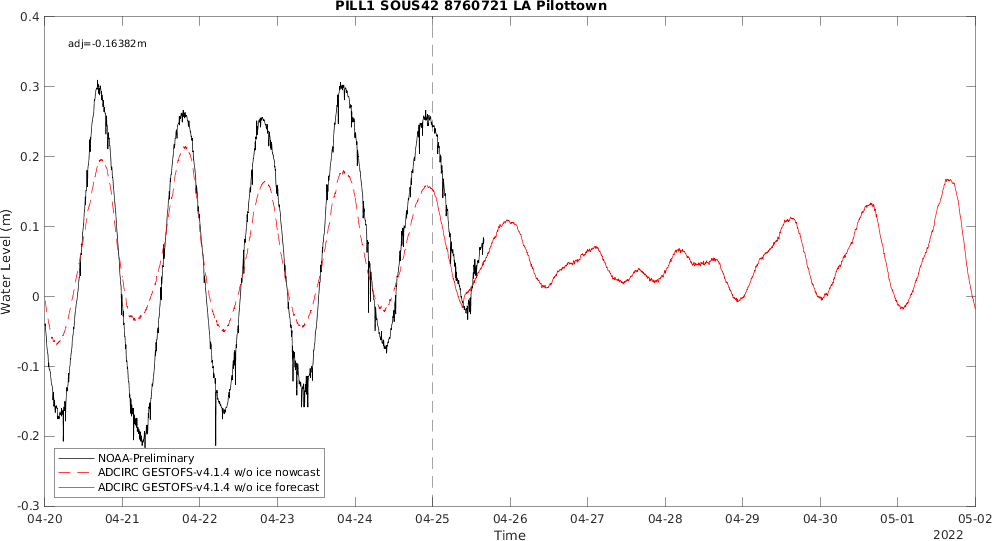 PILL1 SOUS42 8760721 LA Pilottown
adj=-0.16382m
0.4
0.3
0.2
0.1
0
-0.1
-0.2
-0.3
Water Level (m)
NOAA-Preliminary
ADCIRC GESTOFS-v4.1.4 w/o ice nowcast
ADCIRC GESTOFS-v4.1.4 w/o ice forecast
04-20 04-21 04-22 04-23 04-24 04-25 04-26 04-27 04-28 04-29 04-30 05-01 05-02
Time
2022